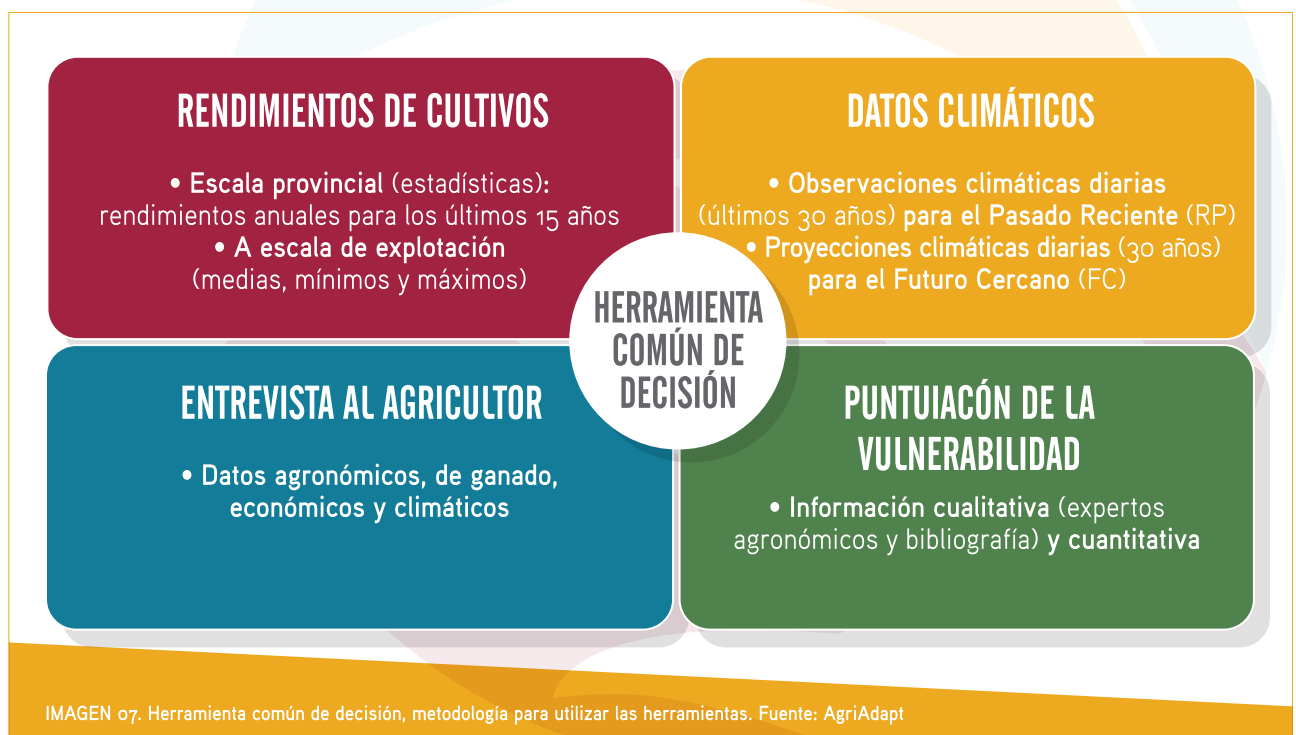 RENDIMIENTOS DE CULTIVOS
• Escala provincial (estadísticas):
rendimientos anuales para los últimos 15 años
• A escala de explotación
(medias, mínimos y máximos)
DATOS CLIMÁTICOS
• Observaciones climáticas diarias
(últimos 30 años) para el Pasado Reciente (RP)
• Proyecciones climáticas diarias (30 años)
para el Futuro Cercano (FC)
HERRAMIENTA
COMÚN DE
DECISIÓN
ENTREVISTA AL AGRICULTOR
• Datos agronómicos, de ganado,
económicos y climáticos
PUNTUIACÓN DE LA
VULNERABILIDAD
• Información cualitativa (expertos
agronómicos y bibliografía) y cuantitativa
IMAGEN 07. Herramienta común de decisión, metodología para utilizar las herramientas. Fuente: AgriAdapt